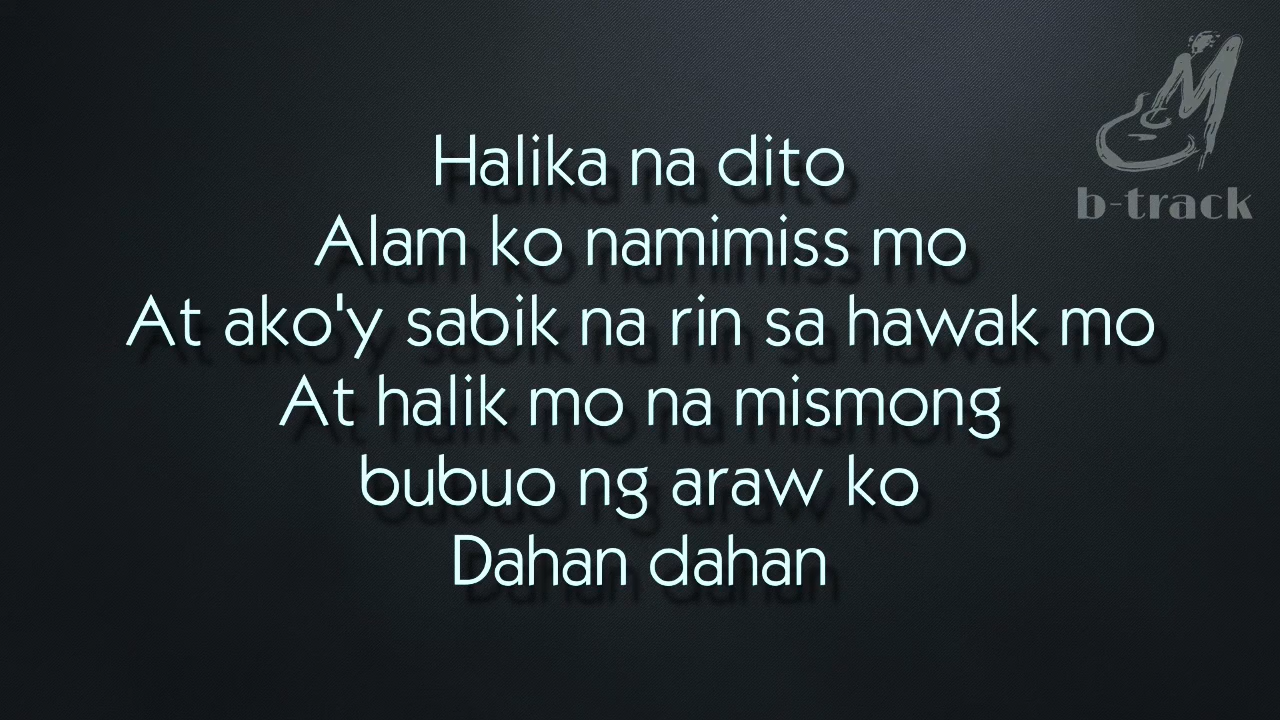 Halika na dito
Alam ko namimiss mo
At ako'y sabik na rin sa hawak mo
At halik mo na mismong
bubuo ng araw ko
Dahan dahan
M
b-track